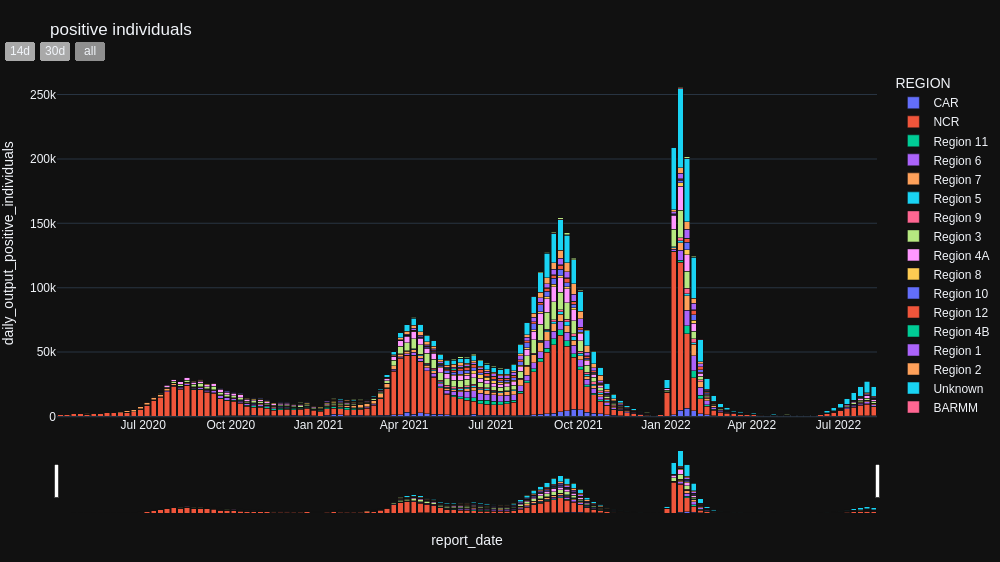 positive individuals
14d 30d all
daily_output_positive_individuals
250k
200k
150k
100k
50k
0
Jul 2020 Oct 2020 Jan 2021 Apr 2021 Jul 2021 Oct 2021 Jan 2022 Apr 2022 Jul 2022
report_date
REGION
CAR
NCR
Region 11
Region 6
Region 7
Region 5
Region 9
Region 3
Region 4A
Region 8
Region 10
Region 12
Region 4B
Region 1
Region 2
Unknown
BARMM